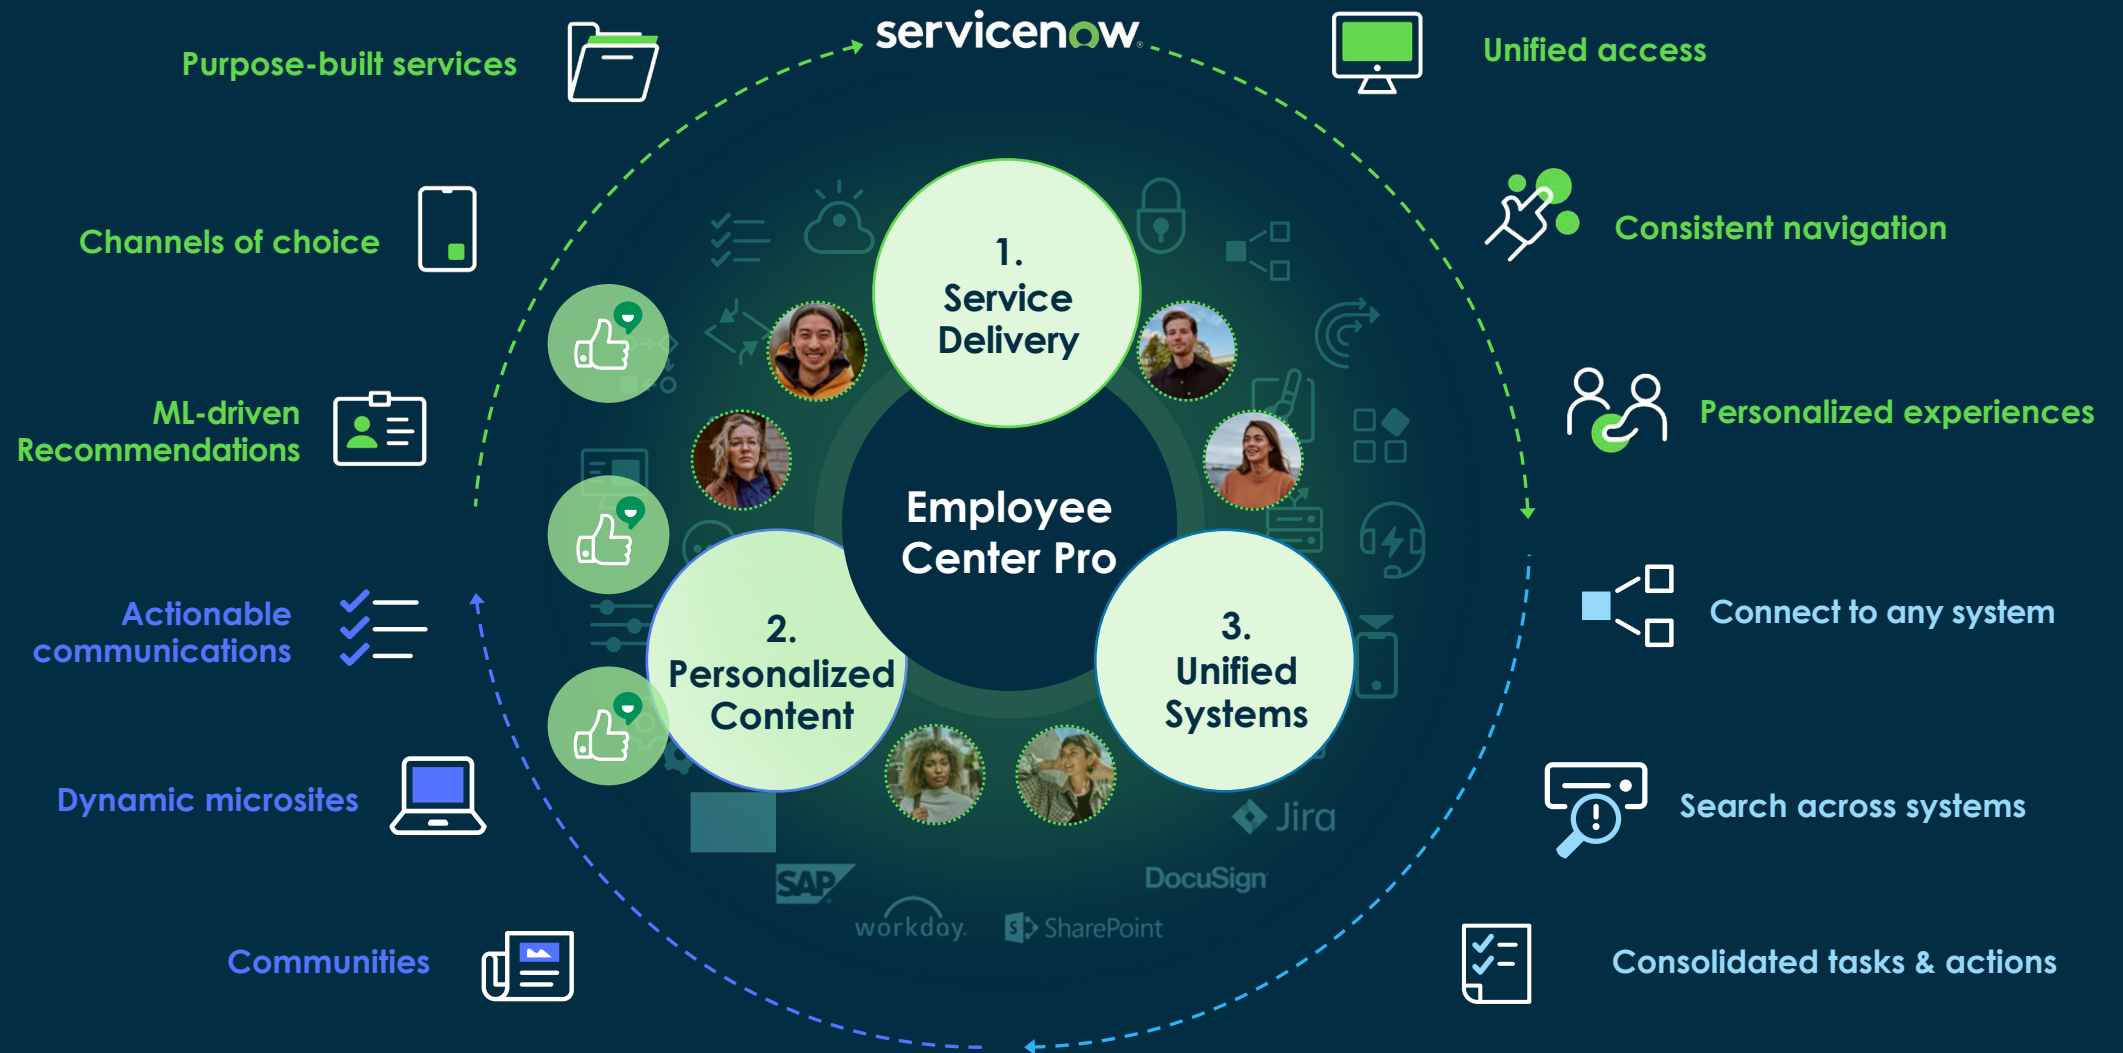 servicenow
Purpose-built services
Channels of choice
ML-driven
Recommendations
Actionable
communications
Dynamic microsites
Communities
Unified access
Consistent navigation
Personalized experiences
Connect to any system
Search across systems
Consolidated tasks & actions
1.
Service
Delivery
Employee
Center Pro
2.
Personalized
Content
3.
Unified
Systems
Jira
SAP
DocuSign
workday.
S SharePoint